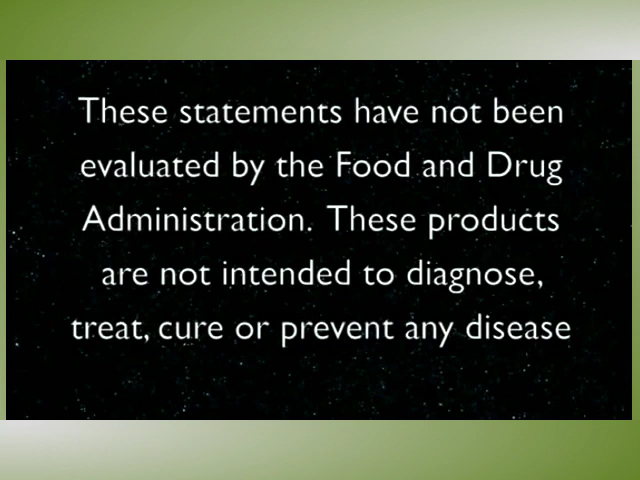 These statements have not been
evaluated by the Food and Drug
Administration. These products
are not intended to diagnose,
treat, cure or prevent any disease